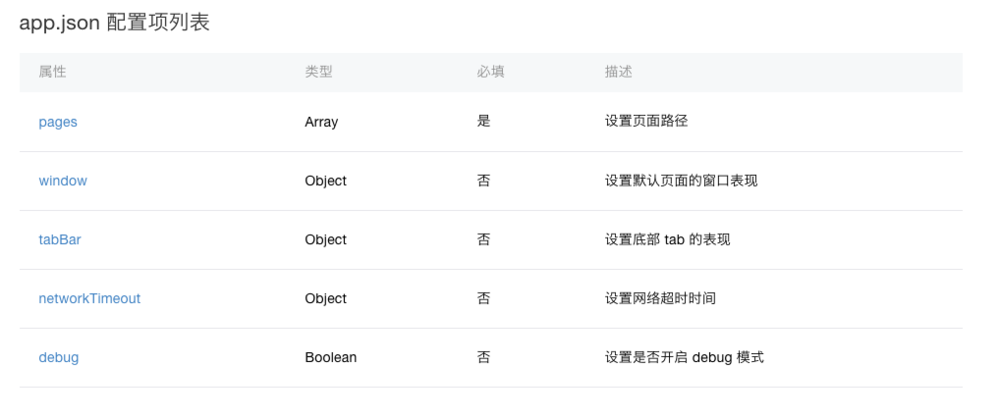 app.json 配置项列表
属性 类型 必填 描述
pages Array 是 设置页面路径
window Object 否 设置默认页面的窗口表现
tabBar Object 否 设置底部 tab 的表现
networkTimeout Object 否 设置网络超时时间
debug Boolean 否 设置是否开启 debug 模式